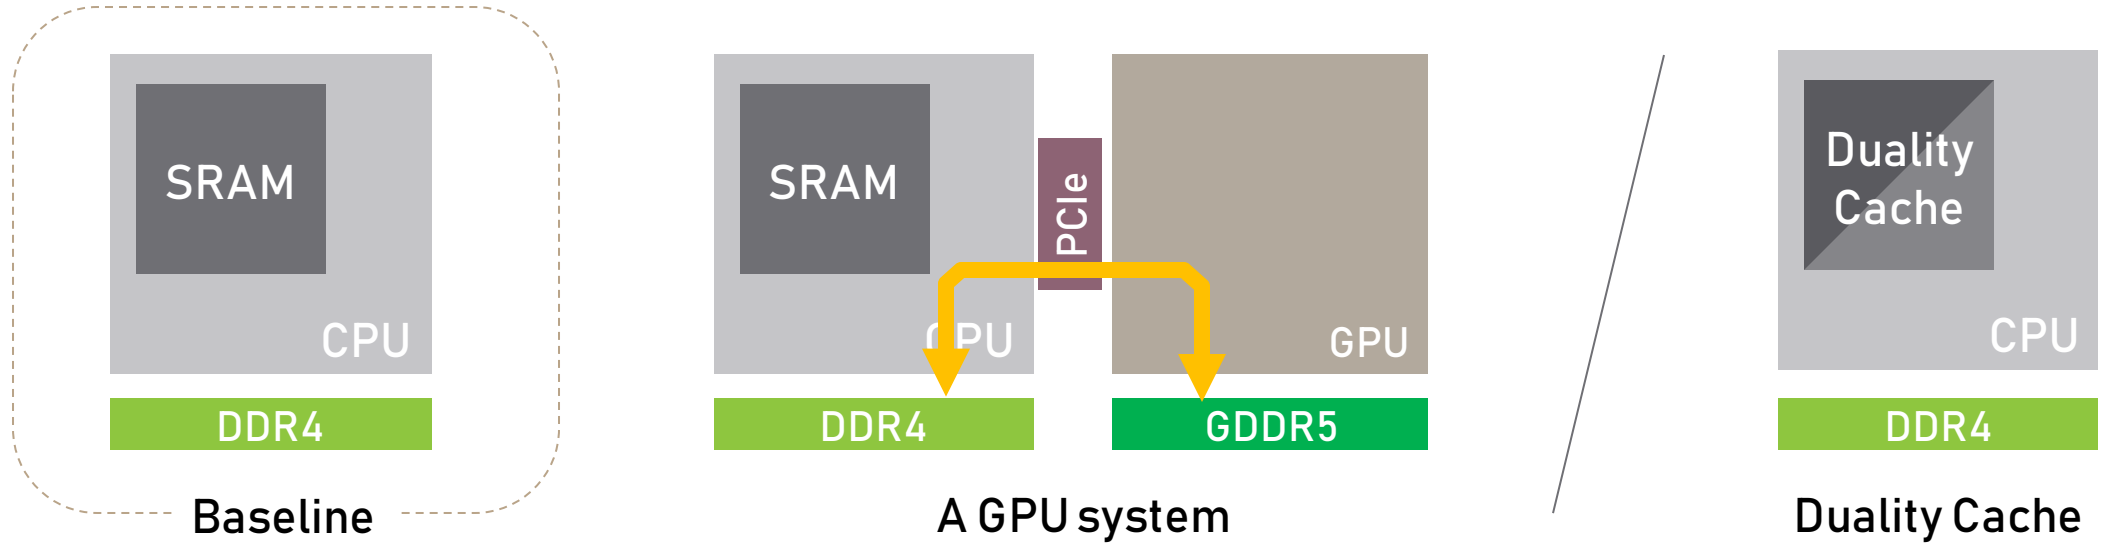 SRAM
CPU
DDR4
Baseline
SRAM
CPU
DDR4
PCIe
GPU
GDDR5
A GPU system
Duality
Cache
CPU
DDR4
Duality Cache